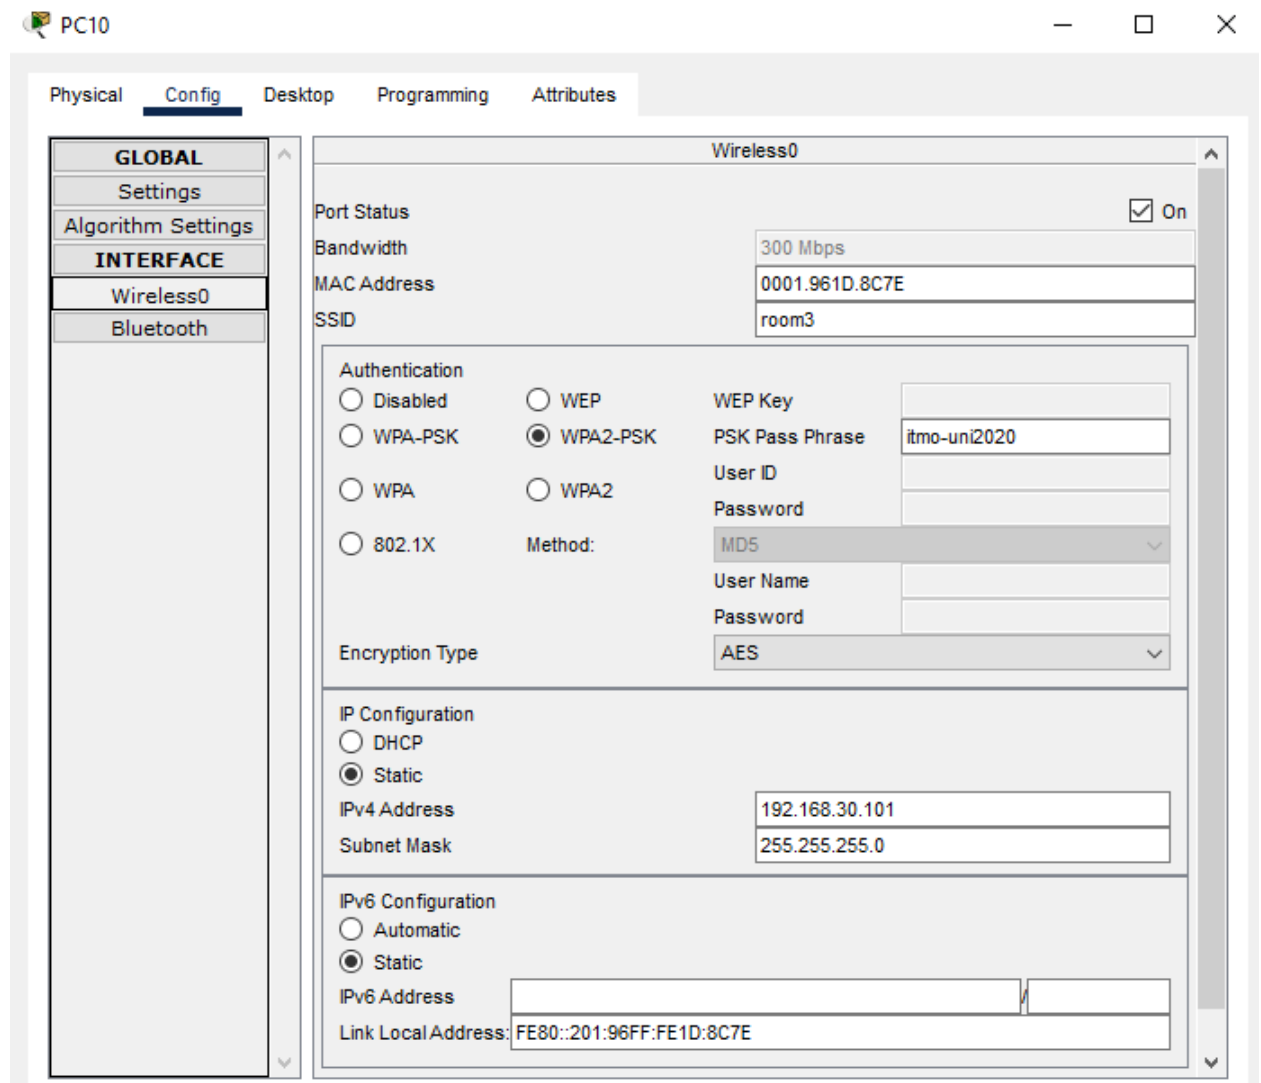 PC10
Physical Config Desktop Programming Attributes
GLOBAL
Settings
Algorithm Settings
INTERFACE
Wireless0
Bluetooth
Wireless0
Port Status On
Bandwidth 300 Mbps
MAC Address 0001.961D.8C7E
SSID room3
Authentication
Disabled WEP WEP Key
WPA-PSK WPA2-PSK PSK Pass Phrase itmo-uni2020
User ID
WPA WPA2
Password
802.1X Method: MD5
User Name
Password
Encryption Type AES
IP Configuration
DHCP
Static
IPv4 Address 192.168.30.101
Subnet Mask 255.255.255.0
IPv6 Configuration
Automatic
Static
IPv6 Address /
Link Local Address: FE80::201:96FF:FE1D:8C7E